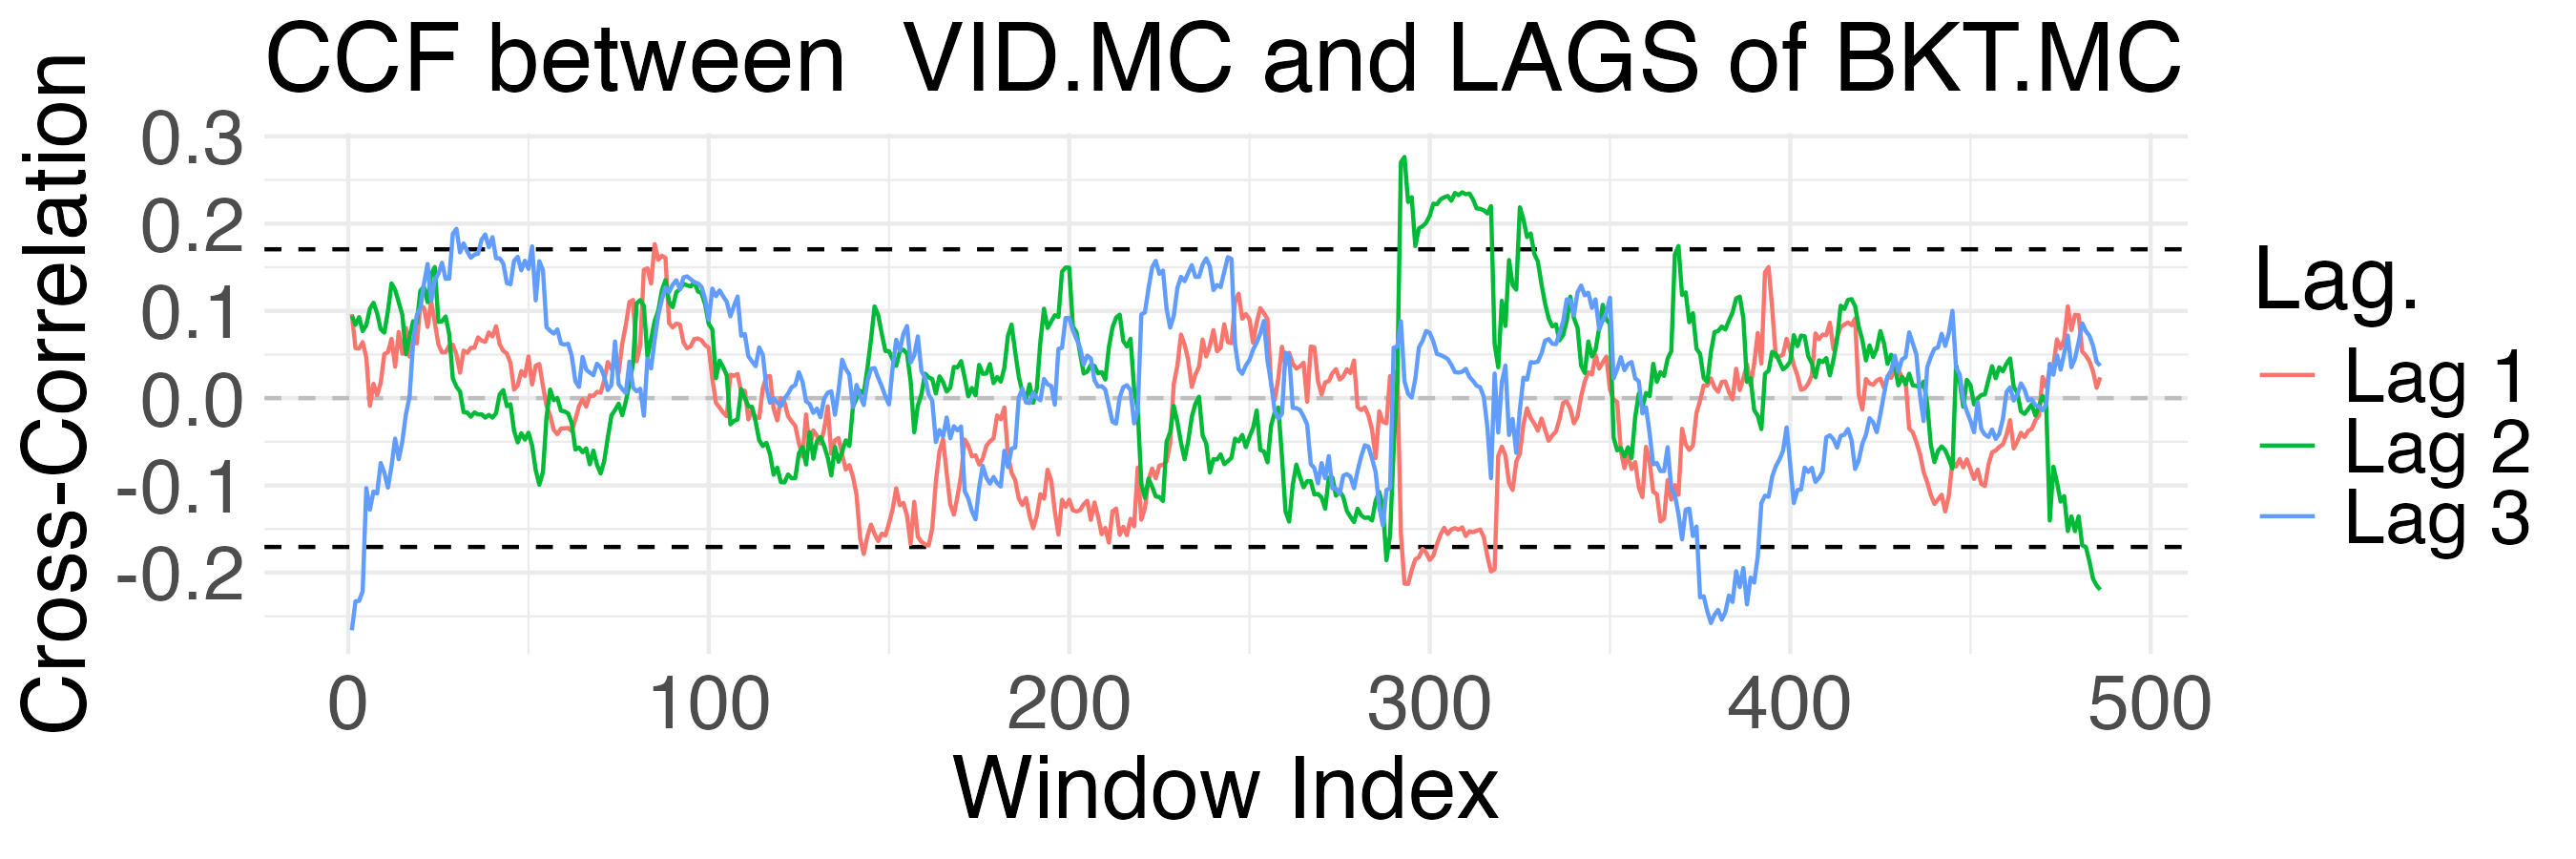 CCF between  VID.MC and LAGS of BKT.MC
Cross-Correlation
0.3
0.2
0.1
0.0
-0.1
-0.2
0 100 200 300 400 500
Window Index
Lag.
Lag 1
Lag 2
Lag 3